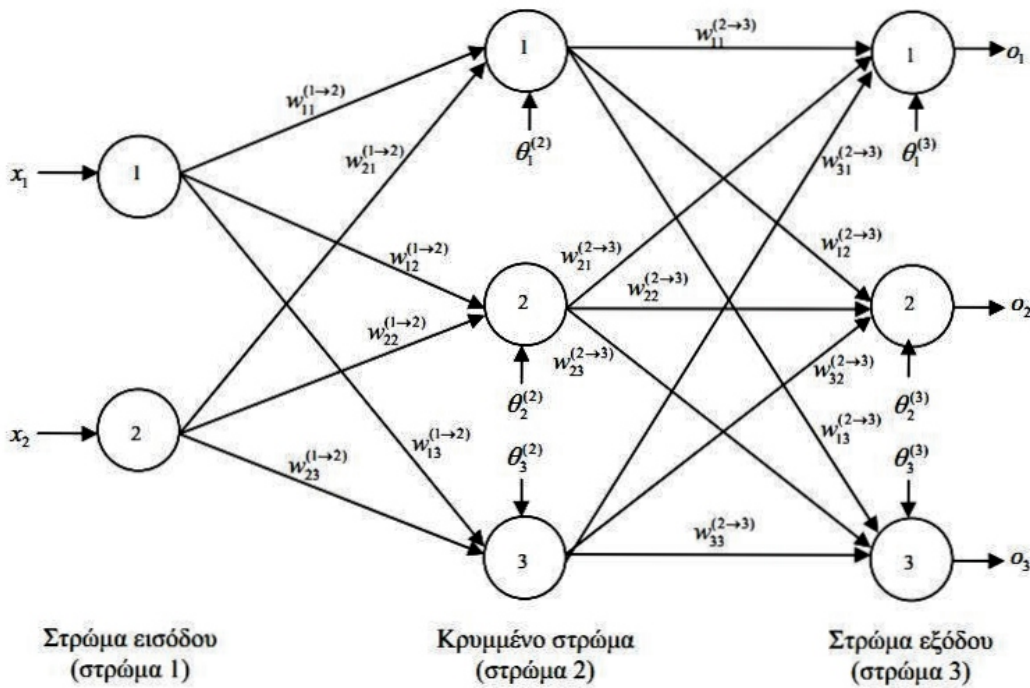 w₁₁⁽²→³⁾
1
1
o₁
w₁₁⁽¹→²⁾
θ₁⁽²⁾
θ₁⁽³⁾
w₂₁⁽¹→²⁾
w₃₁⁽²→³⁾
x₁
1
w₁₂⁽¹→²⁾
w₂₁⁽²→³⁾
w₁₂⁽²→³⁾
w₂₂⁽²→³⁾
2
2
o₂
w₂₂⁽¹→²⁾
w₂₃⁽²→³⁾
w₃₂⁽²→³⁾
θ₂⁽²⁾
θ₂⁽³⁾
x₂
2
w₁₃⁽¹→²⁾
w₁₃⁽²→³⁾
w₂₃⁽¹→²⁾
θ₃⁽²⁾
θ₃⁽³⁾
w₃₃⁽²→³⁾
3
3
o₃
Στρώμα εισόδου
(στρώμα 1)
Κρυμμένο στρώμα
(στρώμα 2)
Στρώμα εξόδου
(στρώμα 3)